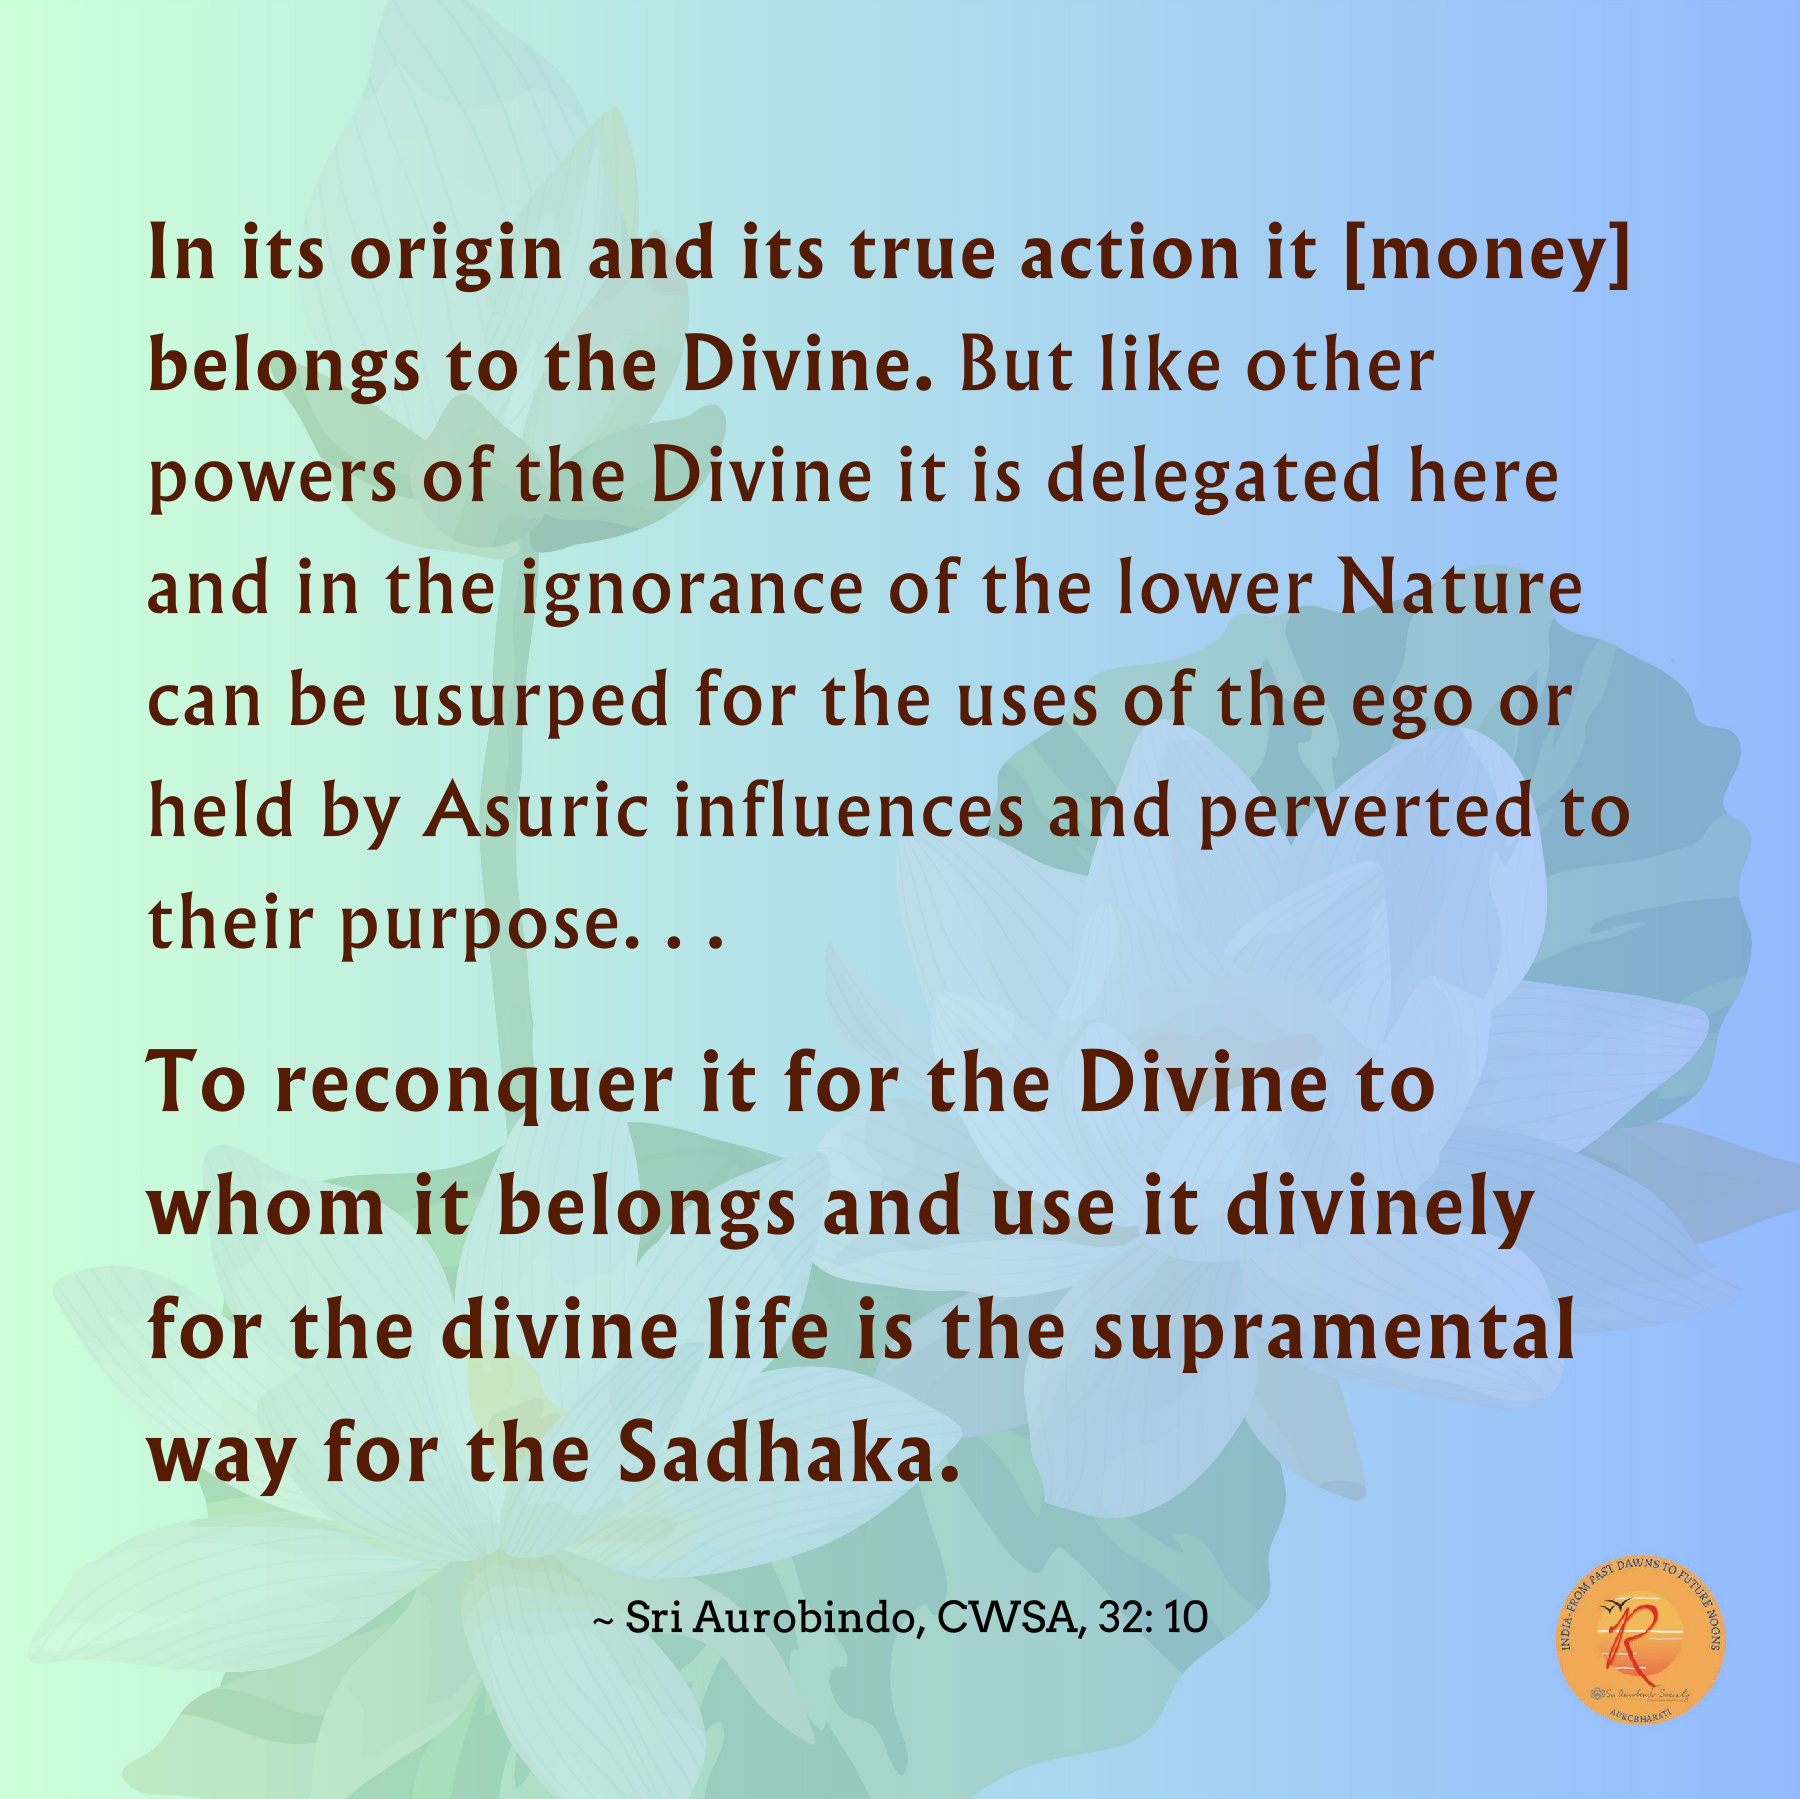 In its origin and its true action it [money]
belongs to the Divine. But like other
powers of the Divine it is delegated here
and in the ignorance of the lower Nature
can be usurped for the uses of the ego or
held by Asuric influences and perverted to
their purpose. . .
To reconquer it for the Divine to
whom it belongs and use it divinely
for the divine life is the supramental
way for the Sadhaka.
~ Sri Aurobindo, CWSA, 32: 10
INDIA-FROM PAST DAWNS TO FUTURE NOONS
R
Sri Aurobindo Society
AUROBHARATI